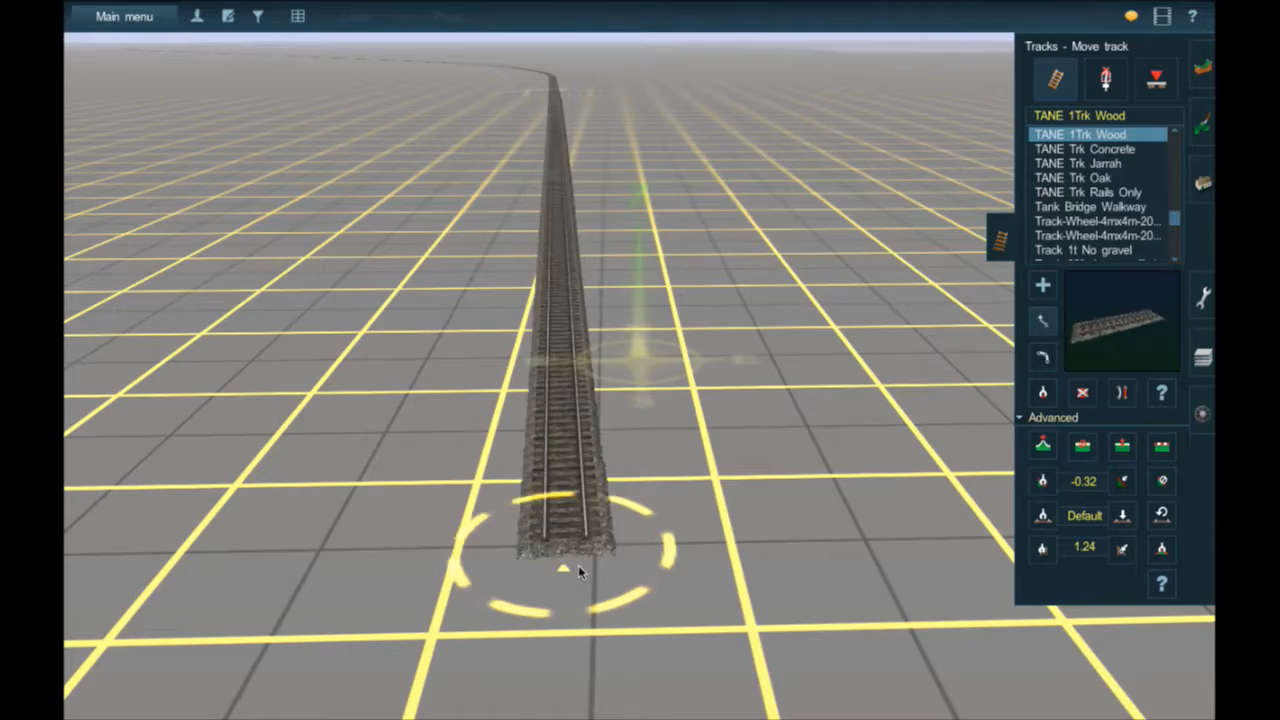 Main menu
?
Tracks - Move track
TANE 1Trk Wood
TANE 1Trk Wood
TANE Trk Concrete
TANE Trk Jarrah
TANE Trk Oak
TANE Trk Rails Only
Tank Bridge Walkway
Track-Wheel-4mx4m-20...
Track-Wheel-4mx4m-20...
Track 1t No gravel
?
Advanced
-0.32
Default
1.24
?